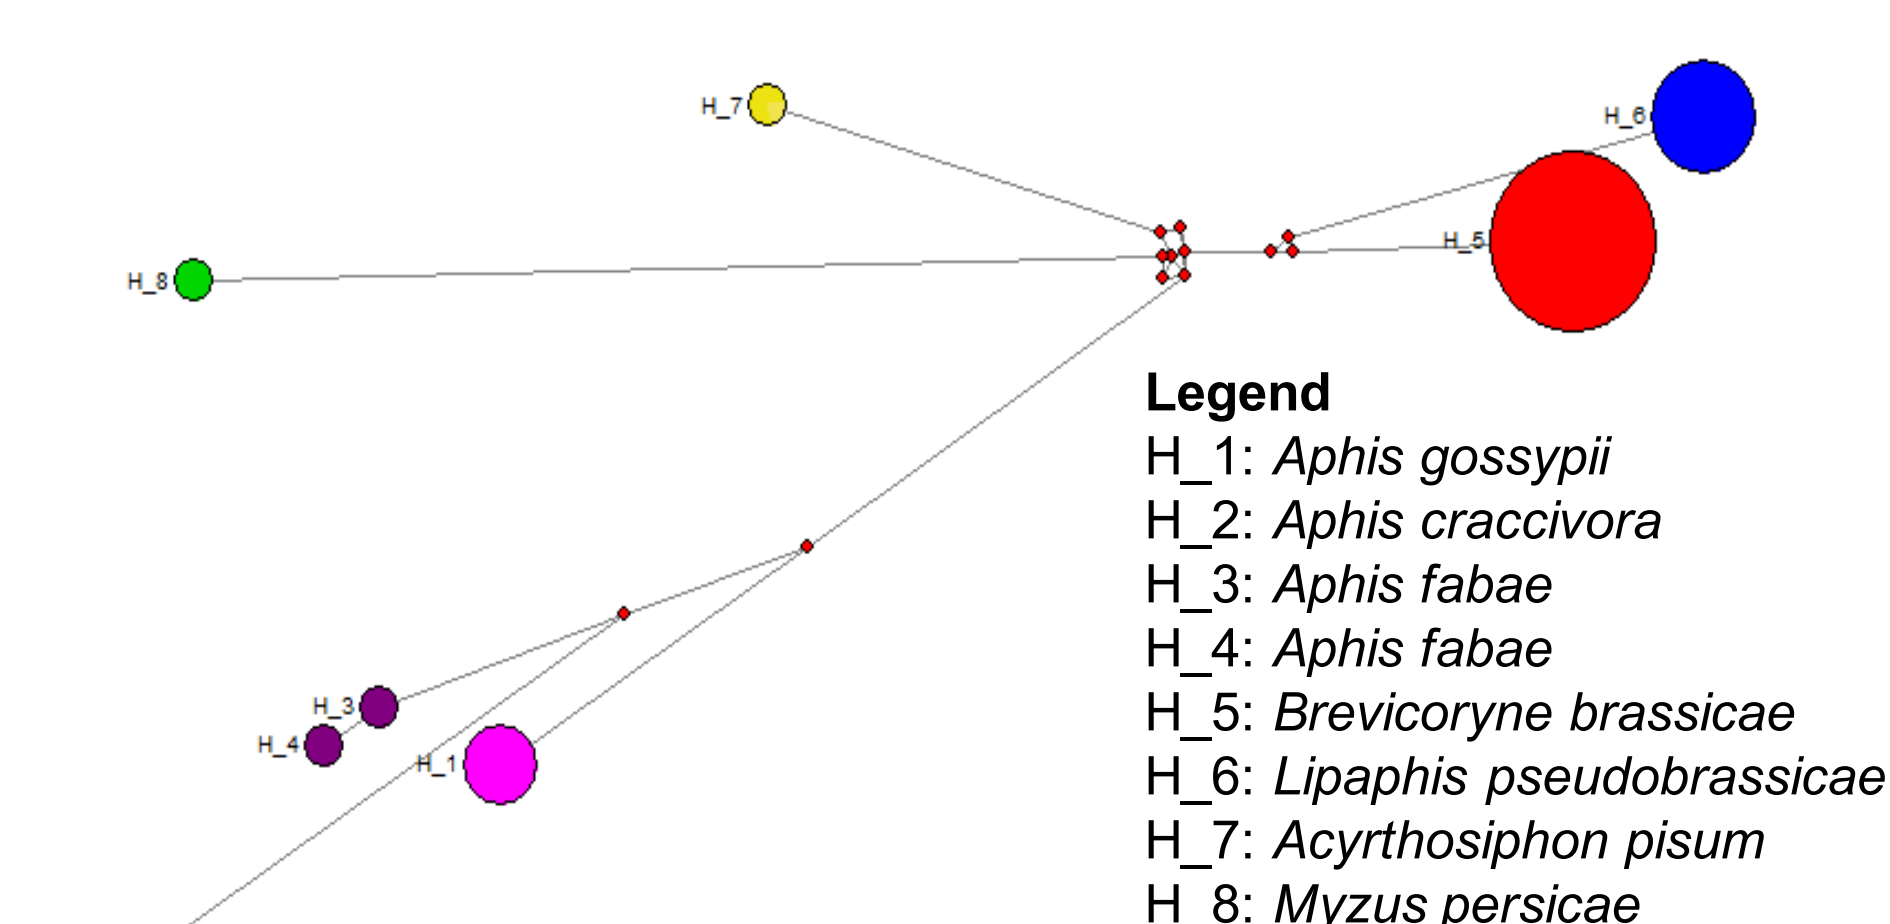 H_7
H_6
H_5
H_8
Legend
H_1: Aphis gossypii
H_2: Aphis craccivora
H_3: Aphis fabae
H_4: Aphis fabae
H_5: Brevicoryne brassicae
H_3
H_4
H_1
H_6: Lipaphis pseudobrassicae
H_7: Acyrthosiphon pisum
H_8: Myzus persicae